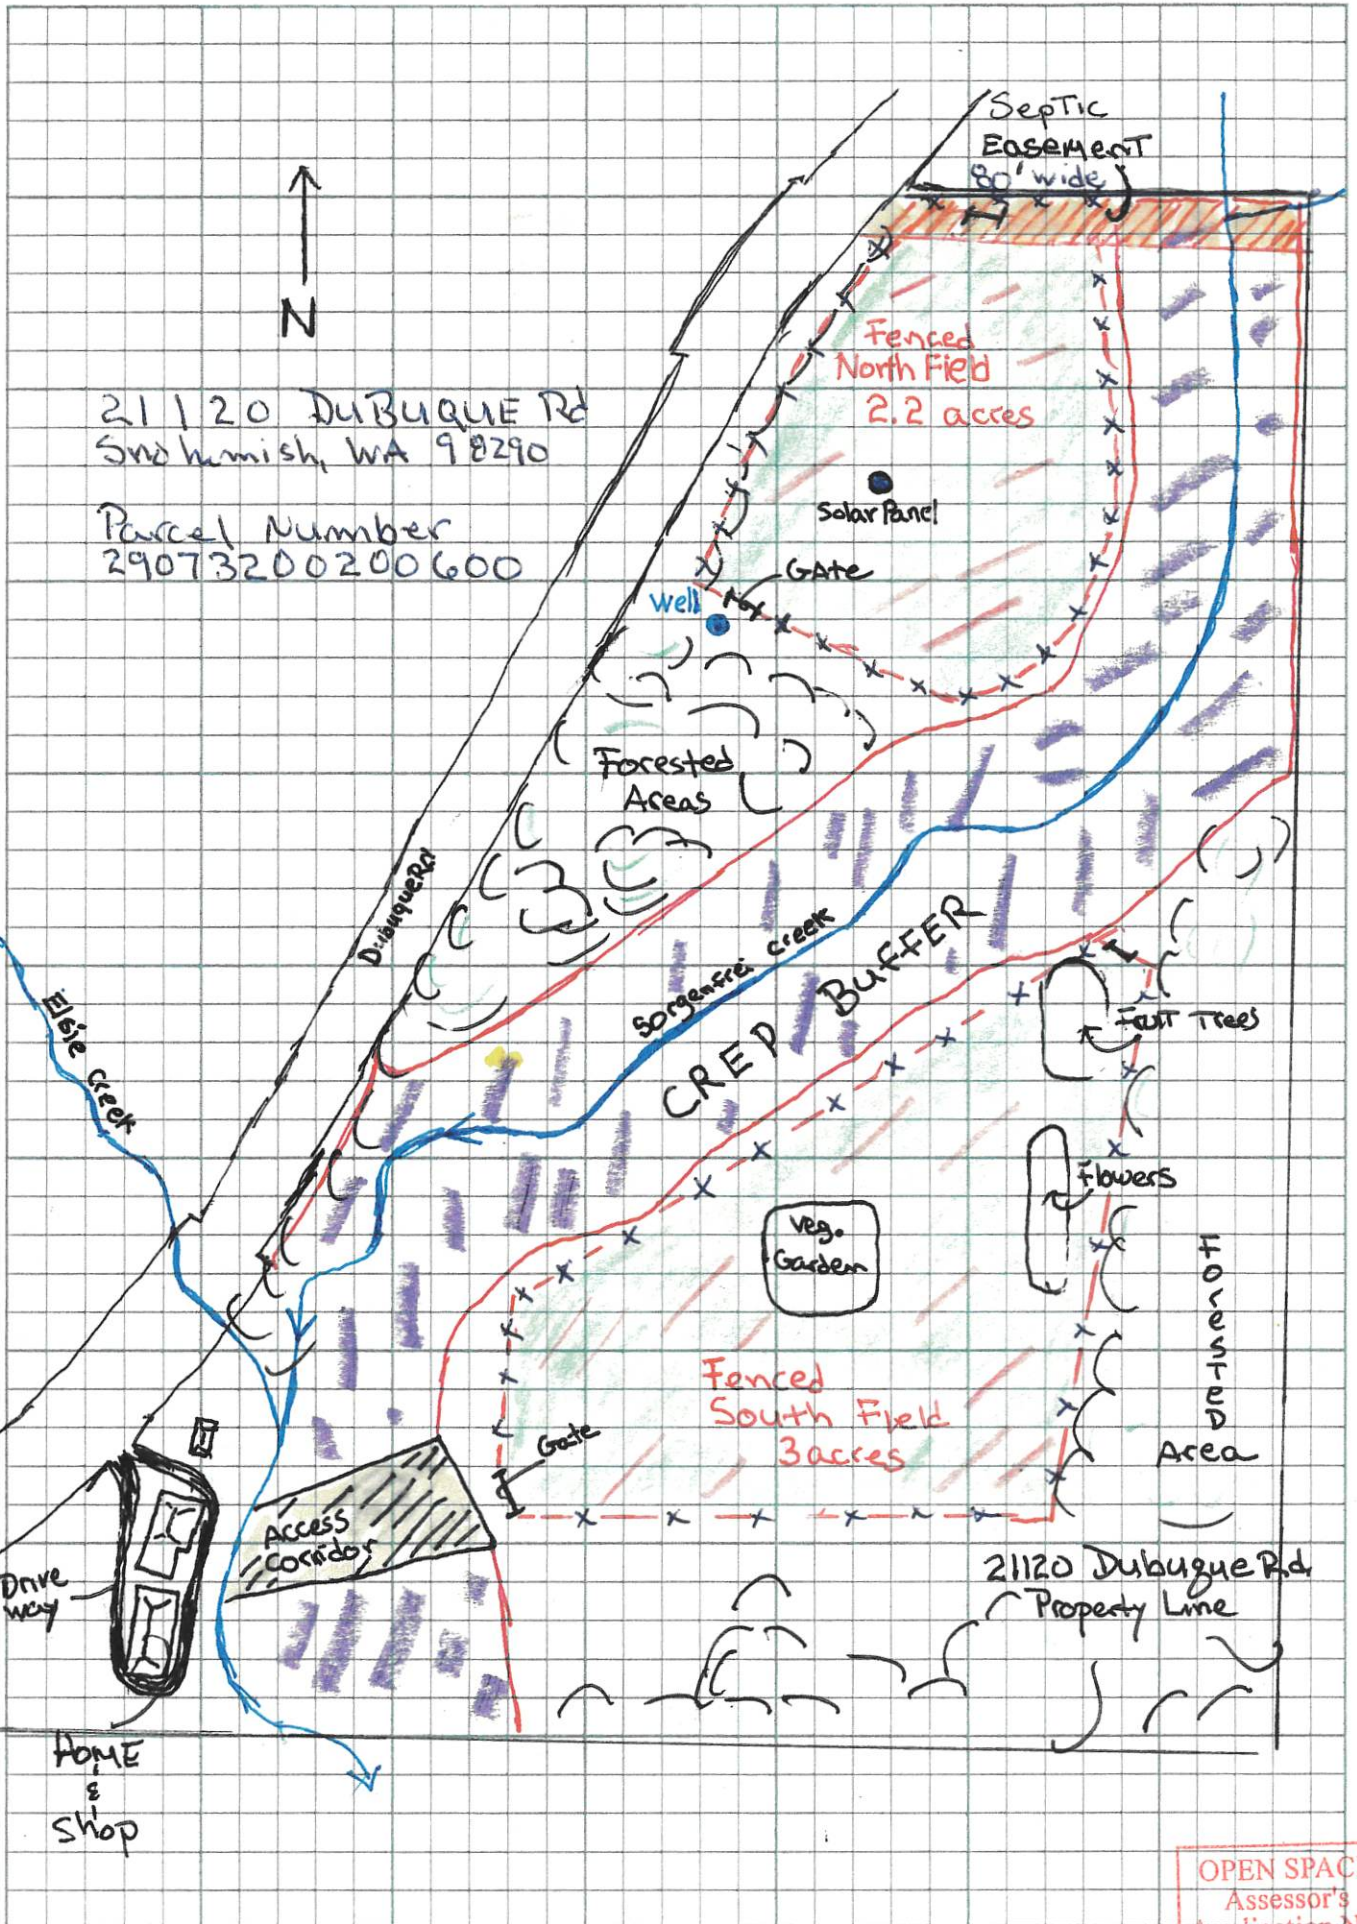 SepTic
EasemenT
80' wide
N
21120 DuBuQUE Rd
Snohomish, WA 98290
Parcel Number
29073200200600
Fenced
North Field
2.2 acres
Solar Panel
GAte
Well
Forested
Areas
Dubuque Rd
Sorgenfrei creek
CREP BUFFER
Elsie creek
Fruit Trees
Flowers
Veg.
Garden
ForesTeD
Area
Fenced
South Field
3 acres
Gate
Access
Corridor
Drive
way
21120 Dubuque Rd.
Property Line
HOME
&
Shop
OPEN SPAC
Assessor's